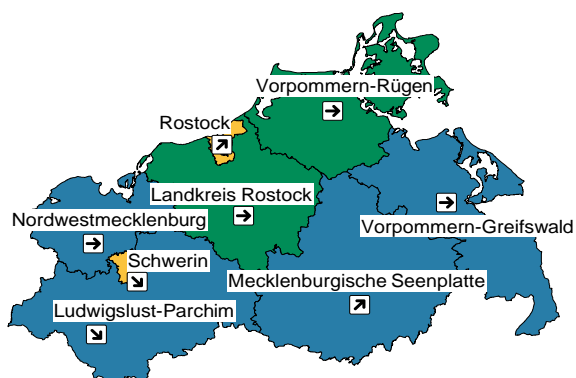 Vorpommern-Rügen
Rostock
Landkreis Rostock
Nordwestmecklenburg
Vorpommern-Greifswald
Schwerin
Mecklenburgische Seenplatte
Ludwigslust-Parchim